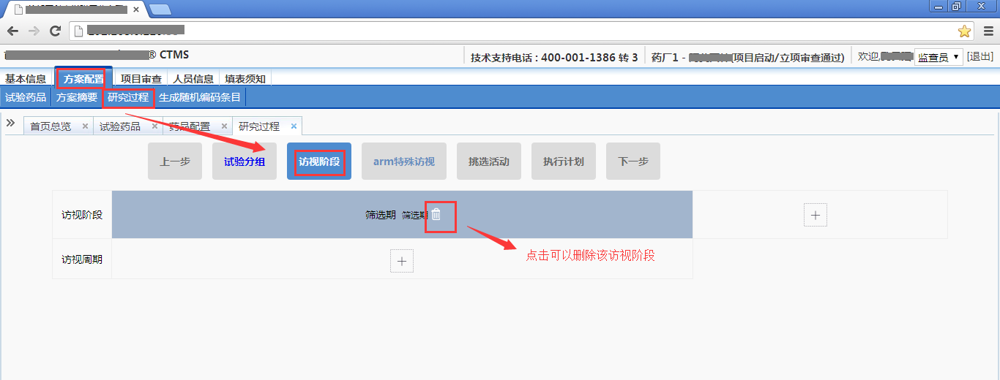 ® CTMS
技术支持电话 : 400-001-1386 转 3
药厂1 - (项目启动/立项审查通过)
欢迎, 监查员 [退出]
基本信息 方案配置 项目审查 人员信息 填表须知
试验药品 方案摘要 研究过程 生成随机编码条目
首页总览 试验药品 药品配置 研究过程
上一步 试验分组 访视阶段 arm特殊访视 挑选活动 执行计划 下一步
访视阶段 筛选期 筛选期
访视周期
点击可以删除该访视阶段